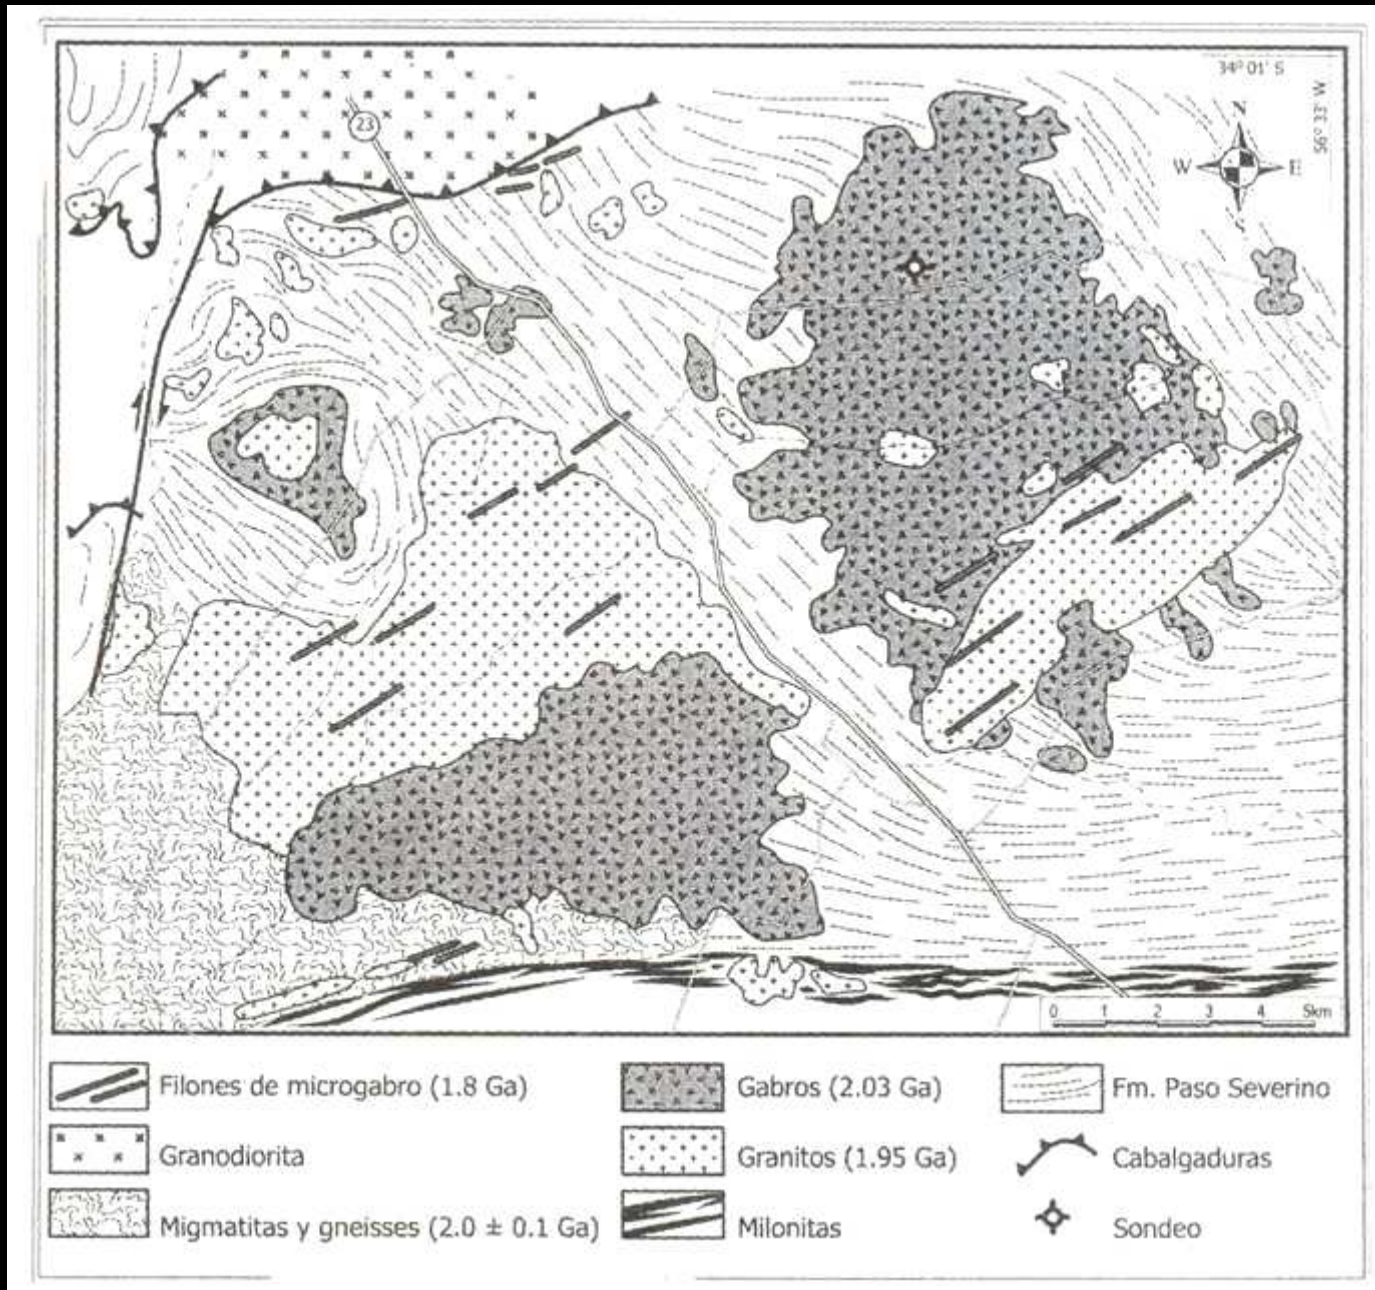 34° 01' S
56° 33' W
N
W
E
S
23
0 1 2 3 4 5km
Filones de microgabro (1.8 Ga)
Gabros (2.03 Ga)
Fm. Paso Severino
Granodiorita
Granitos (1.95 Ga)
Cabalgaduras
Migmatitas y gneisses (2.0 ± 0.1 Ga)
Milonitas
Sondeo